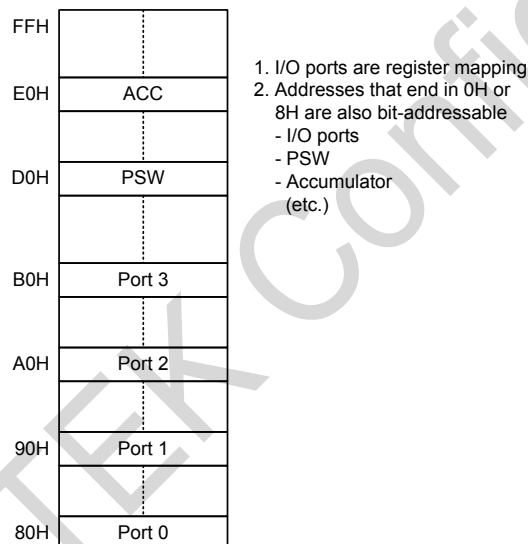 FFH
E0H ACC
D0H PSW
B0H Port 3
A0H Port 2
90H Port 1
80H Port 0
1. I/O ports are register mapping
2. Addresses that end in 0H or
8H are also bit-addressable
- I/O ports
- PSW
- Accumulator
(etc.)
TEK Confi